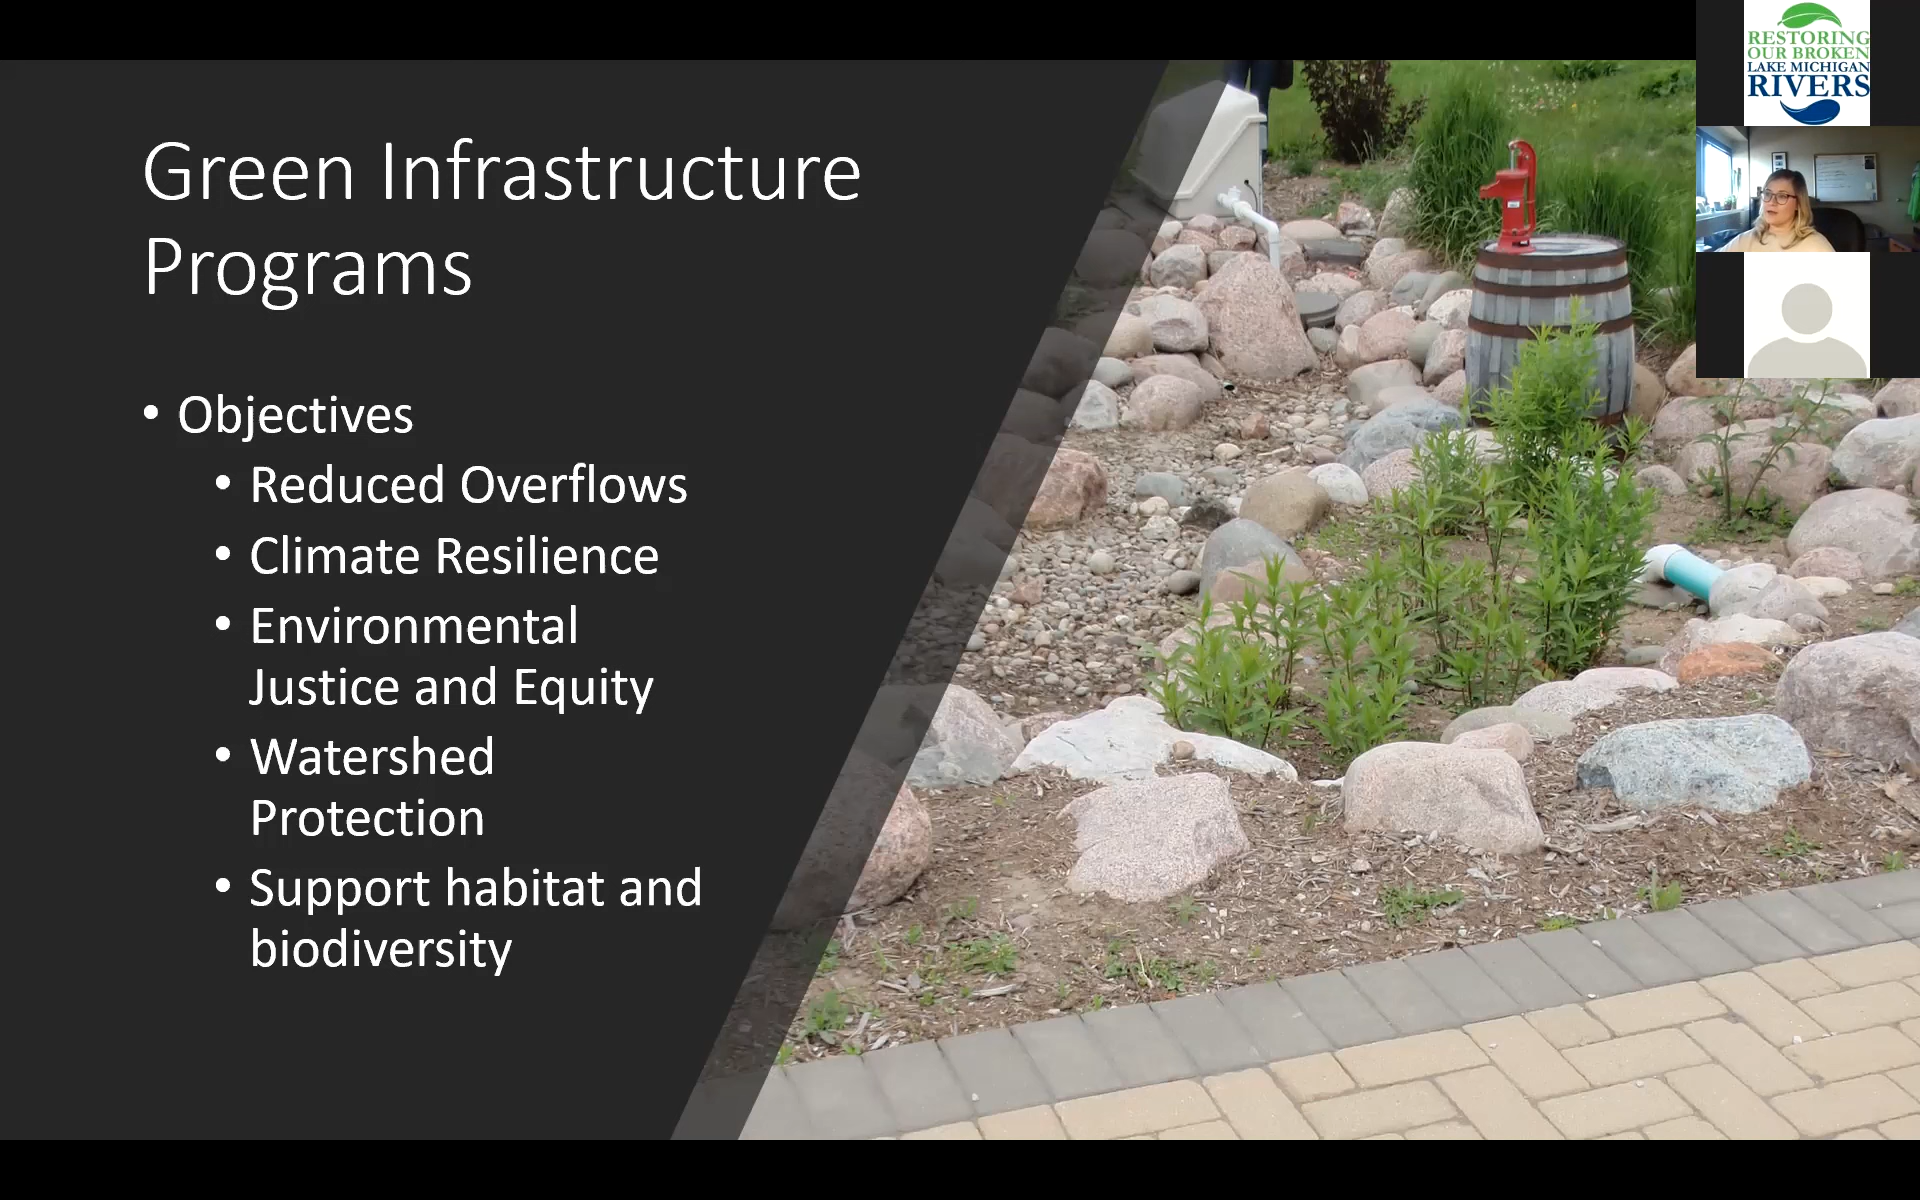 Green Infrastructure
Programs
• Objectives
• Reduced Overflows
• Climate Resilience
• Environmental
Justice and Equity
• Watershed
Protection
• Support habitat and
biodiversity
RESTORING
OUR BROKEN
LAKE MICHIGAN
RIVERS